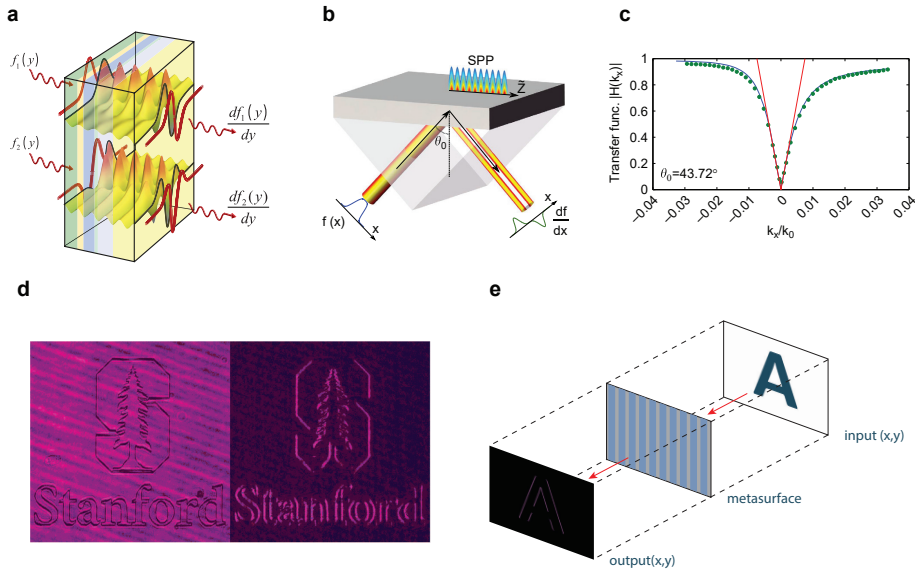 a
f₁(y)
df₁(y)
dy
f₂(y)
df₂(y)
dy
b
SPP
z̃
θ₀
f (x)
x
x
df
dx
c
Transfer func. |H(kₓ)|
1
0.8
0.6
0.4
0.2
0
θ₀=43.72°
−0.04
−0.03
−0.02
−0.01
0
0.01
0.02
0.03
0.04
kₓ/k₀
d
S
Stanford
Stanford
e
A
input (x,y)
metasurface
A
output(x,y)